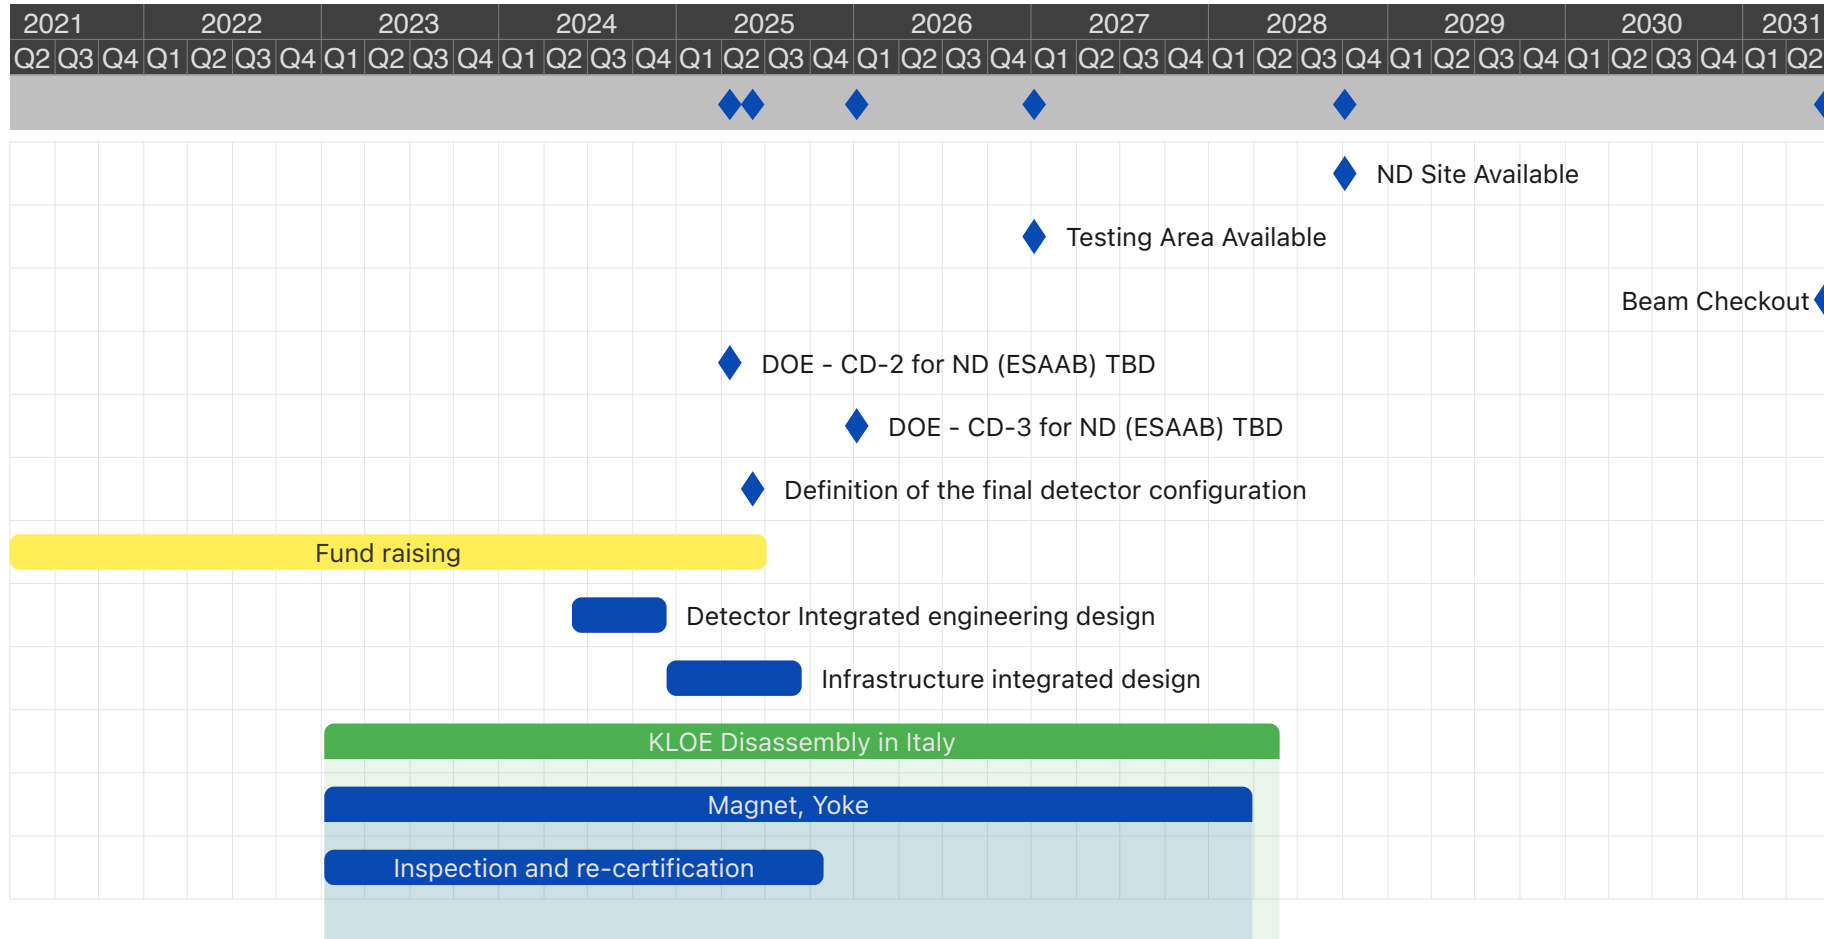 2021 2022 2023 2024 2025 2026 2027 2028 2029 2030 2031
Q2 Q3 Q4 Q1 Q2 Q3 Q4 Q1 Q2 Q3 Q4 Q1 Q2 Q3 Q4 Q1 Q2 Q3 Q4 Q1 Q2 Q3 Q4 Q1 Q2 Q3 Q4 Q1 Q2 Q3 Q4 Q1 Q2 Q3 Q4 Q1 Q2 Q3 Q4 Q1 Q2
ND Site Available
Testing Area Available
Beam Checkout
DOE - CD-2 for ND (ESAAB) TBD
DOE - CD-3 for ND (ESAAB) TBD
Definition of the final detector configuration
Fund raising
Detector Integrated engineering design
Infrastructure integrated design
KLOE Disassembly in Italy
Magnet, Yoke
Inspection and re-certification